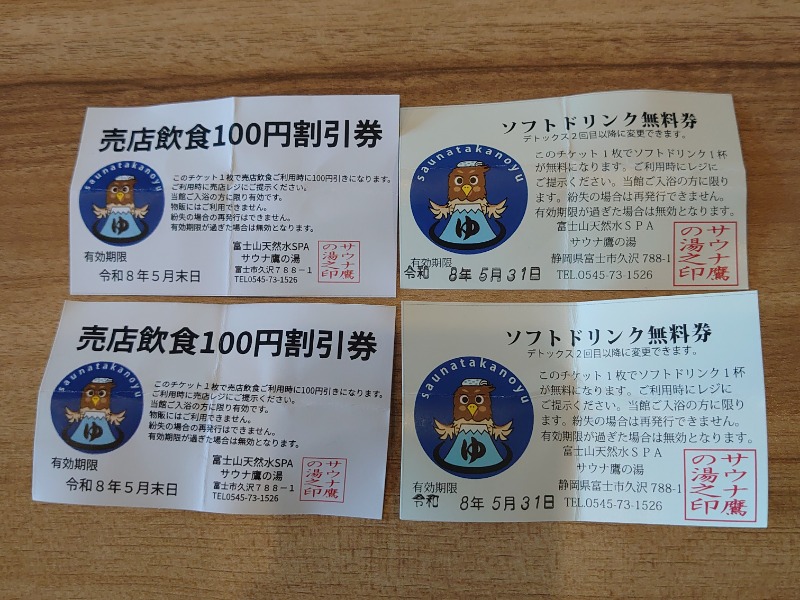 売店飲食100円割引券
saunatakanoyu
ゆ
このチケット１枚で売店飲食ご利用時に100円引きになります。
ご利用時に売店レジにご提示ください。
当館ご入浴の方に限り有効です。
物販にはご利用できません。
紛失の場合の再発行はできません。
有効期限が過ぎた場合は無効となります。
有効期限
令和８年５月末日
富士山天然水SPA
サウナ鷹の湯
富士市久沢７８８－１
TEL0545-73-1526
サウナ鷹
の湯之印
ソフトドリンク無料券
デトックス２回目以降に変更できます。
saunatakanoyu
ゆ
このチケット１枚でソフトドリンク１杯
が無料になります。ご利用時にレジに
ご提示ください。当館ご入浴の方に限り
ます。紛失の場合は再発行できません。
有効期限が過ぎた場合は無効となります。
富士山天然水ＳＰＡ
サウナ鷹の湯
有効期限
令和 8年 5月31日
静岡県富士市久沢 788-1
TEL.0545-73-1526
サウナ鷹
の湯之印
売店飲食100円割引券
saunatakanoyu
ゆ
このチケット１枚で売店飲食ご利用時に100円引きになります。
ご利用時に売店レジにご提示ください。
当館ご入浴の方に限り有効です。
物販にはご利用できません。
紛失の場合の再発行はできません。
有効期限が過ぎた場合は無効となります。
有効期限
令和８年５月末日
富士山天然水SPA
サウナ鷹の湯
富士市久沢７８８－１
TEL0545-73-1526
サウナ鷹
の湯之印
ソフトドリンク無料券
デトックス２回目以降に変更できます。
saunatakanoyu
ゆ
このチケット１枚でソフトドリンク１杯
が無料になります。ご利用時にレジに
ご提示ください。当館ご入浴の方に限り
ます。紛失の場合は再発行できません。
有効期限が過ぎた場合は無効となります。
富士山天然水ＳＰＡ
サウナ鷹の湯
有効期限
令和 8年 5月31日
静岡県富士市久沢 788-1
TEL.0545-73-1526
サウナ鷹
の湯之印